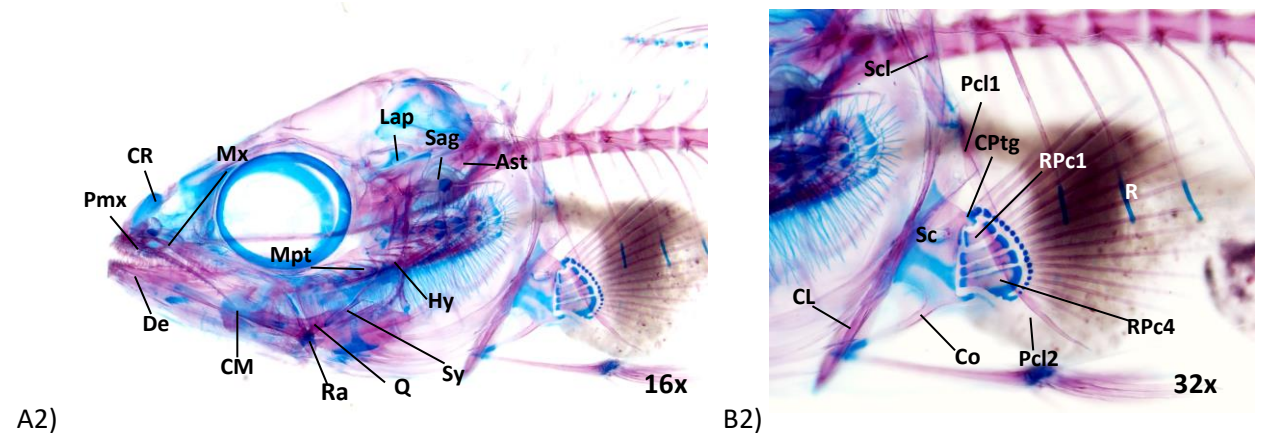 Lap
Sag
Ast
CR
Mx
Pmx
Mpt
Hy
De
CM
Ra
Q
Sy
16x
A2)
Scl
Pcl1
CPtg
RPc1
R
Sc
CL
Co
Pcl2
RPc4
32x
B2)